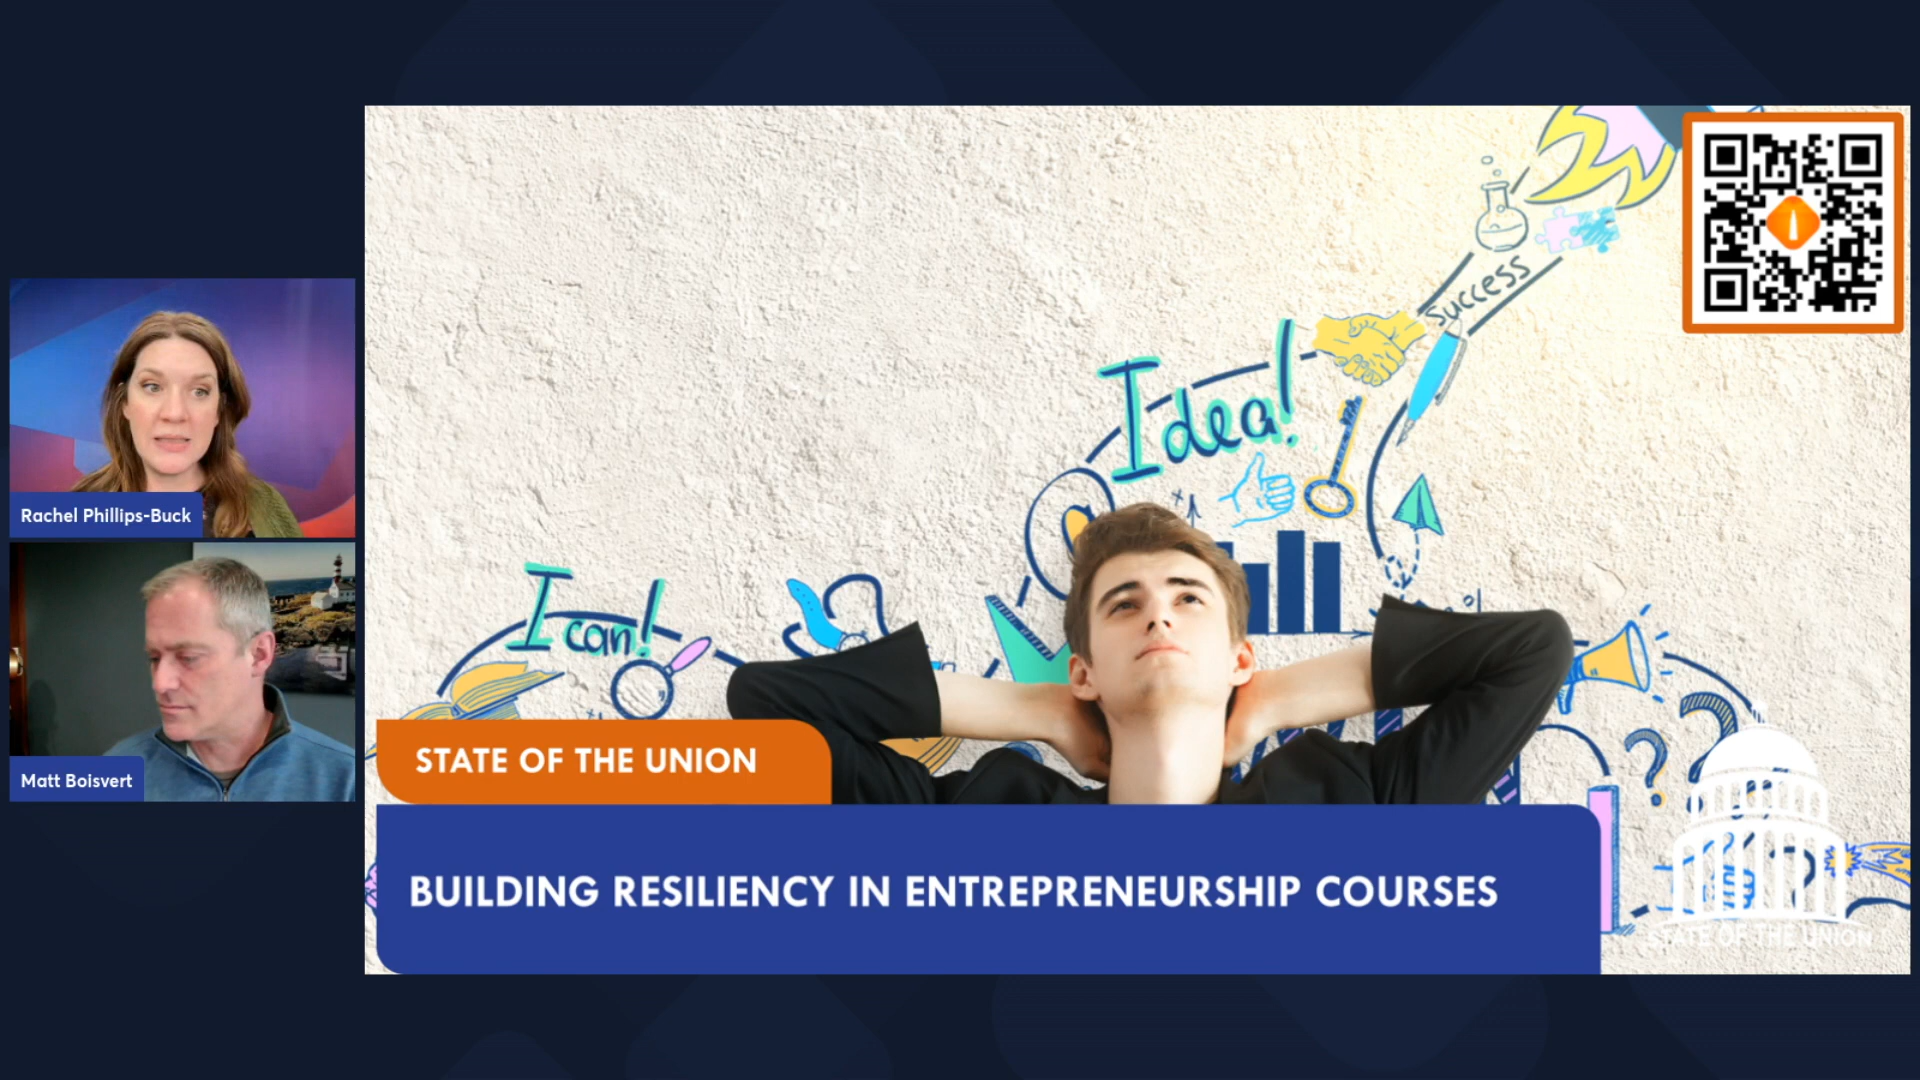 Rachel Phillips-Buck
Matt Boisvert
I can!
Idea!
Success
STATE OF THE UNION
BUILDING RESILIENCY IN ENTREPRENEURSHIP COURSES
STATE OF THE UNION